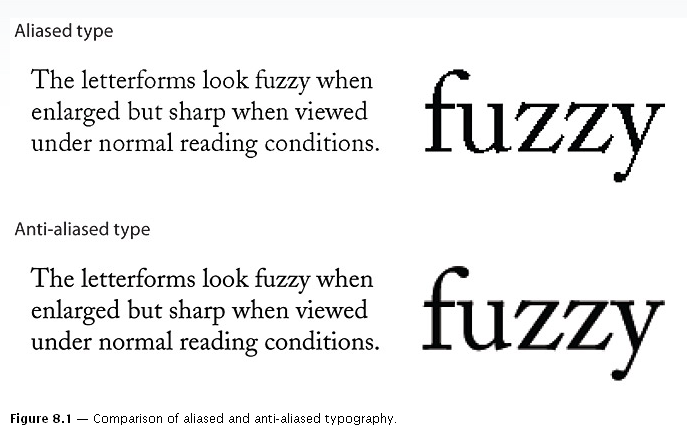 Aliased type
The letterforms look fuzzy when
enlarged but sharp when viewed
under normal reading conditions.
fuzzy
Anti-aliased type
The letterforms look fuzzy when
enlarged but sharp when viewed
under normal reading conditions.
fuzzy
Figure 8.1 — Comparison of aliased and anti-aliased typography.